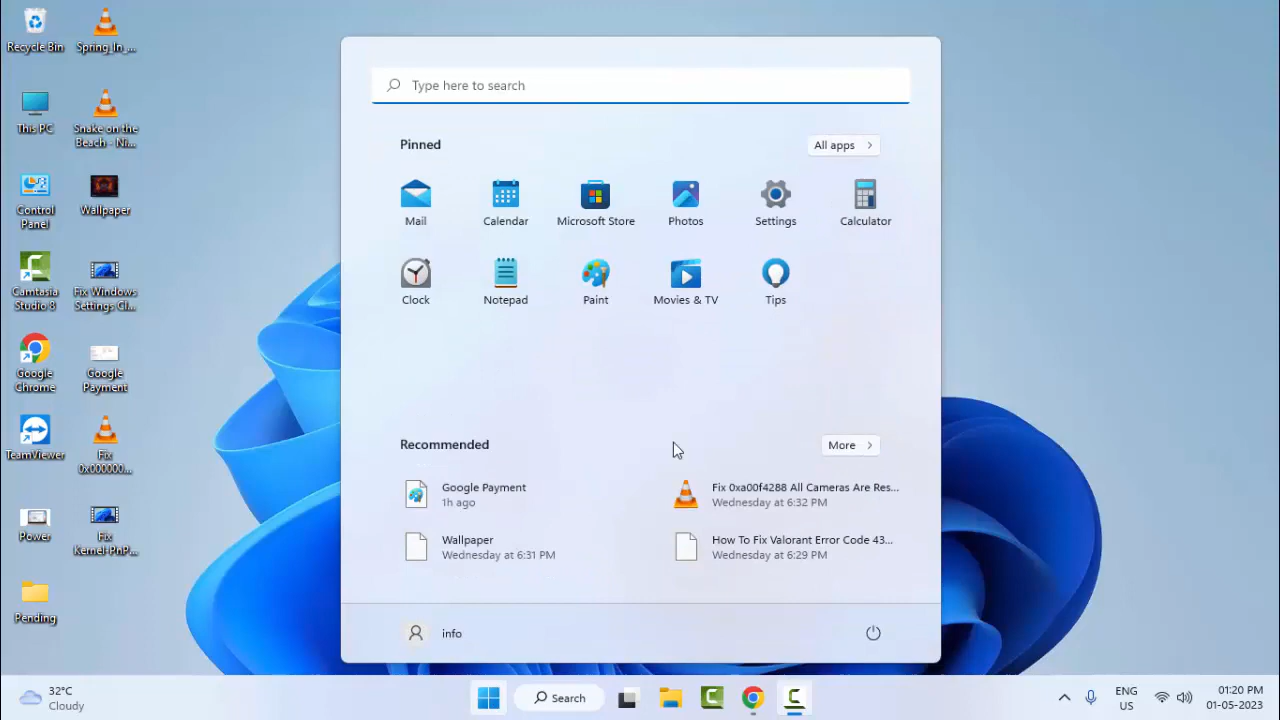 Recycle Bin
Spring_In_...
This PC
Snake on the
Beach - Ni...
Control
Panel
Wallpaper
Camtasia
Studio 8
Fix Windows
Settings Cl...
Google
Chrome
Google
Payment
TeamViewer
Fix
0x000000...
Power
Fix
Kernel-PnP...
Pending
Type here to search
Pinned
All apps
Mail
Calendar
Microsoft Store
Photos
Settings
Calculator
Clock
Notepad
Paint
Movies & TV
Tips
Recommended
More
Google Payment
1h ago
Fix 0xa00f4288 All Cameras Are Res...
Wednesday at 6:32 PM
Wallpaper
Wednesday at 6:31 PM
How To Fix Valorant Error Code 43...
Wednesday at 6:29 PM
info
32°C
Cloudy
Search
ENG
US
01:20 PM
01-05-2023